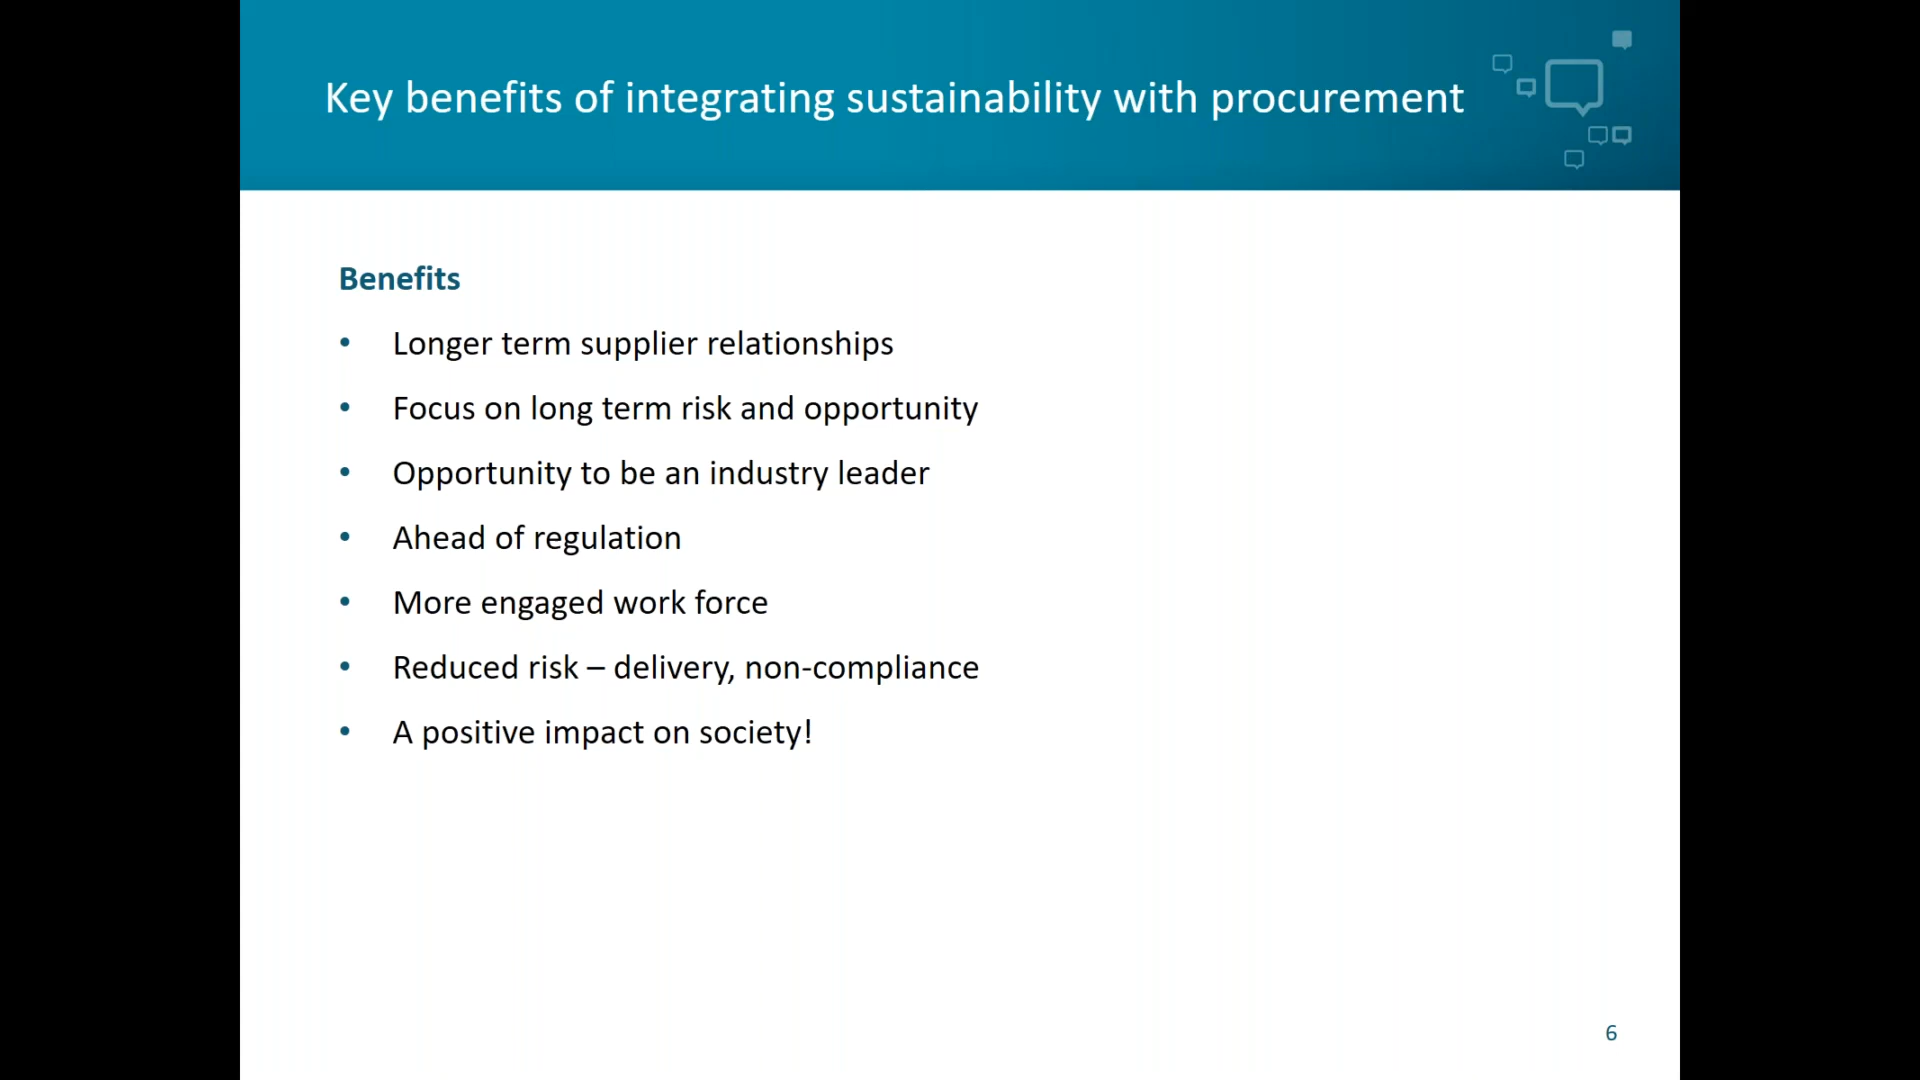 Key benefits of integrating sustainability with procurement
Benefits
• Longer term supplier relationships
• Focus on long term risk and opportunity
• Opportunity to be an industry leader
• Ahead of regulation
• More engaged work force
• Reduced risk – delivery, non-compliance
• A positive impact on society!
6